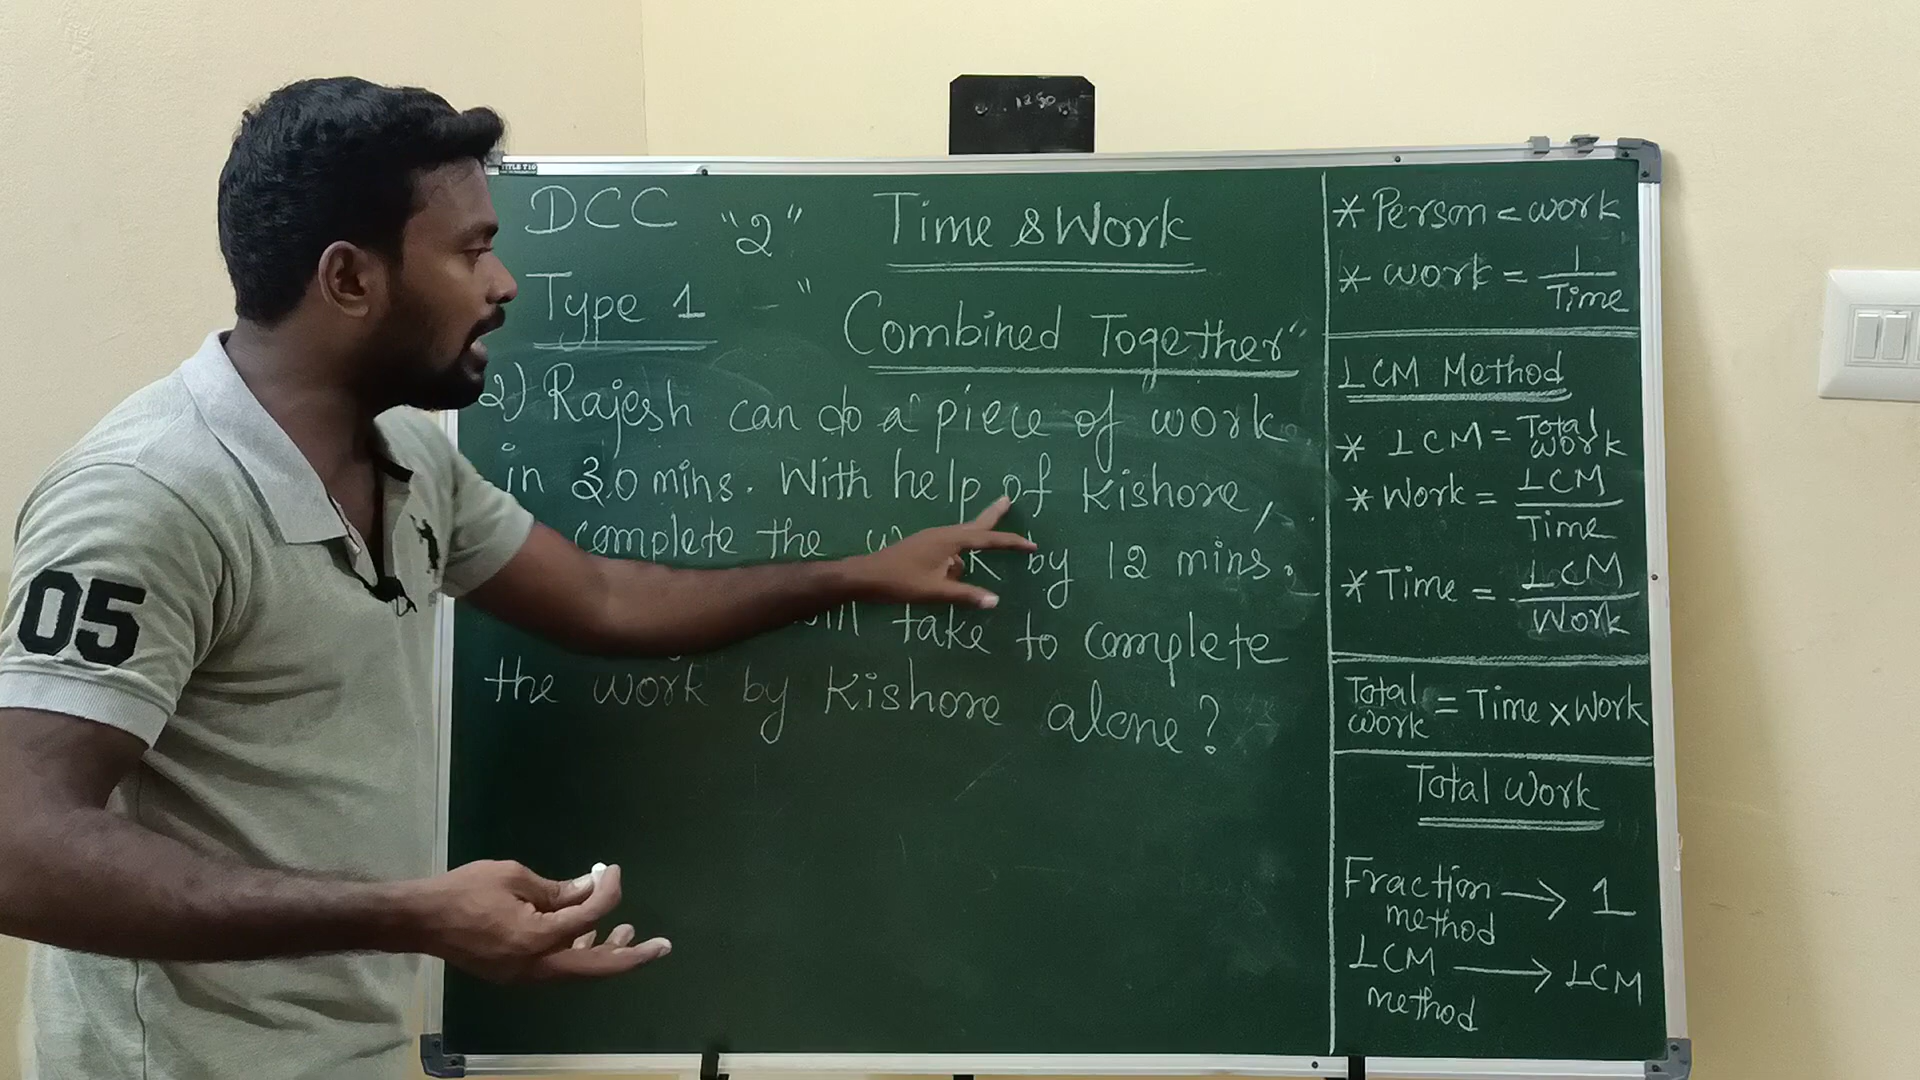 DCC "2" Time & Work
Type 1 - " Combined Together"
2) Rajesh can do a piece of work
in 30 mins. With help of Kishore,
complete the by 12 mins.
will take to complete
the work by Kishore alone?
* Person < work
* work = 1/Time
LCM Method
* LCM = Total work
* Work = LCM/Time
* Time = LCM/Work
Total work = Time x Work
Total Work
Fraction method → 1
LCM method → LCM
05